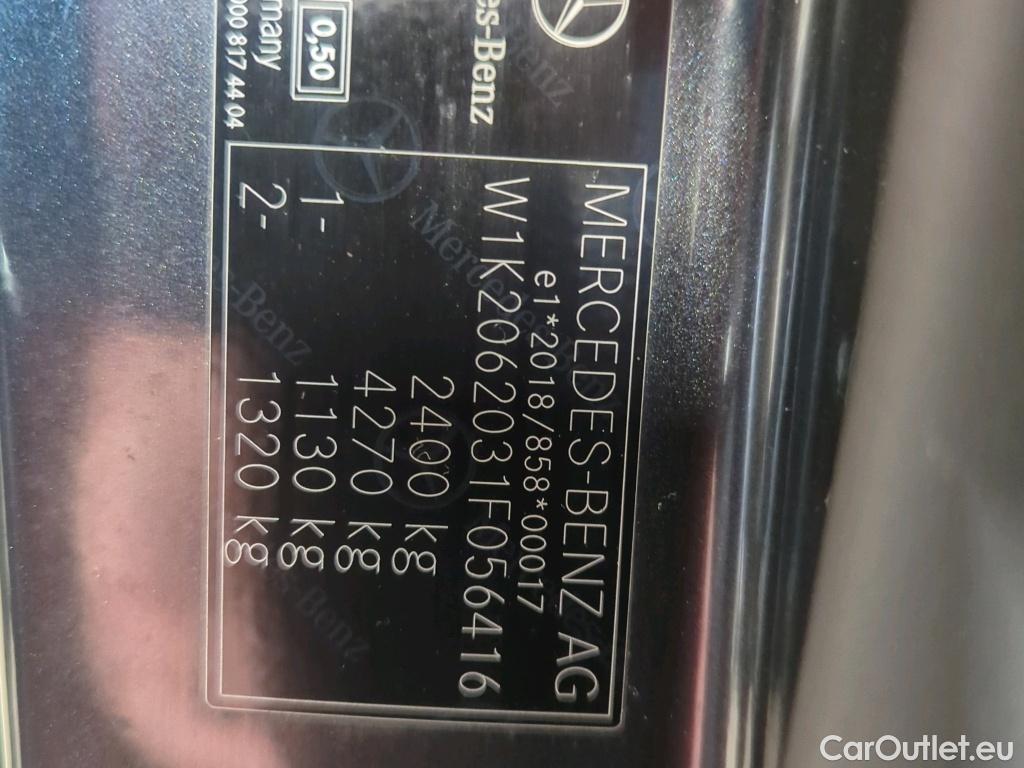 es-Benz
0,50
many
000 817 44 04
MERCEDES-BENZ AG
e1*2018/858*00017
W1K2062031F056416
2400 kg
4270 kg
1- 1130 kg
2- 1320 kg
CarOutlet.eu